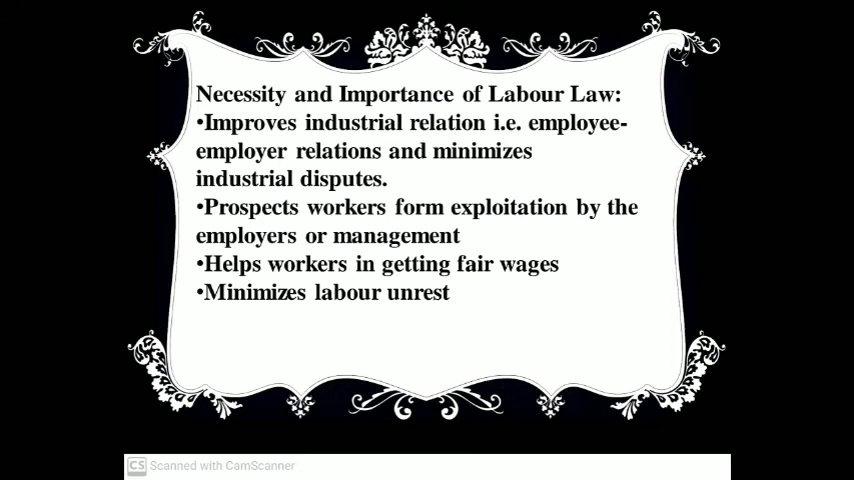 Necessity and Importance of Labour Law:
•Improves industrial relation i.e. employee-
employer relations and minimizes
industrial disputes.
•Prospects workers form exploitation by the
employers or management
•Helps workers in getting fair wages
•Minimizes labour unrest
CS Scanned with CamScanner